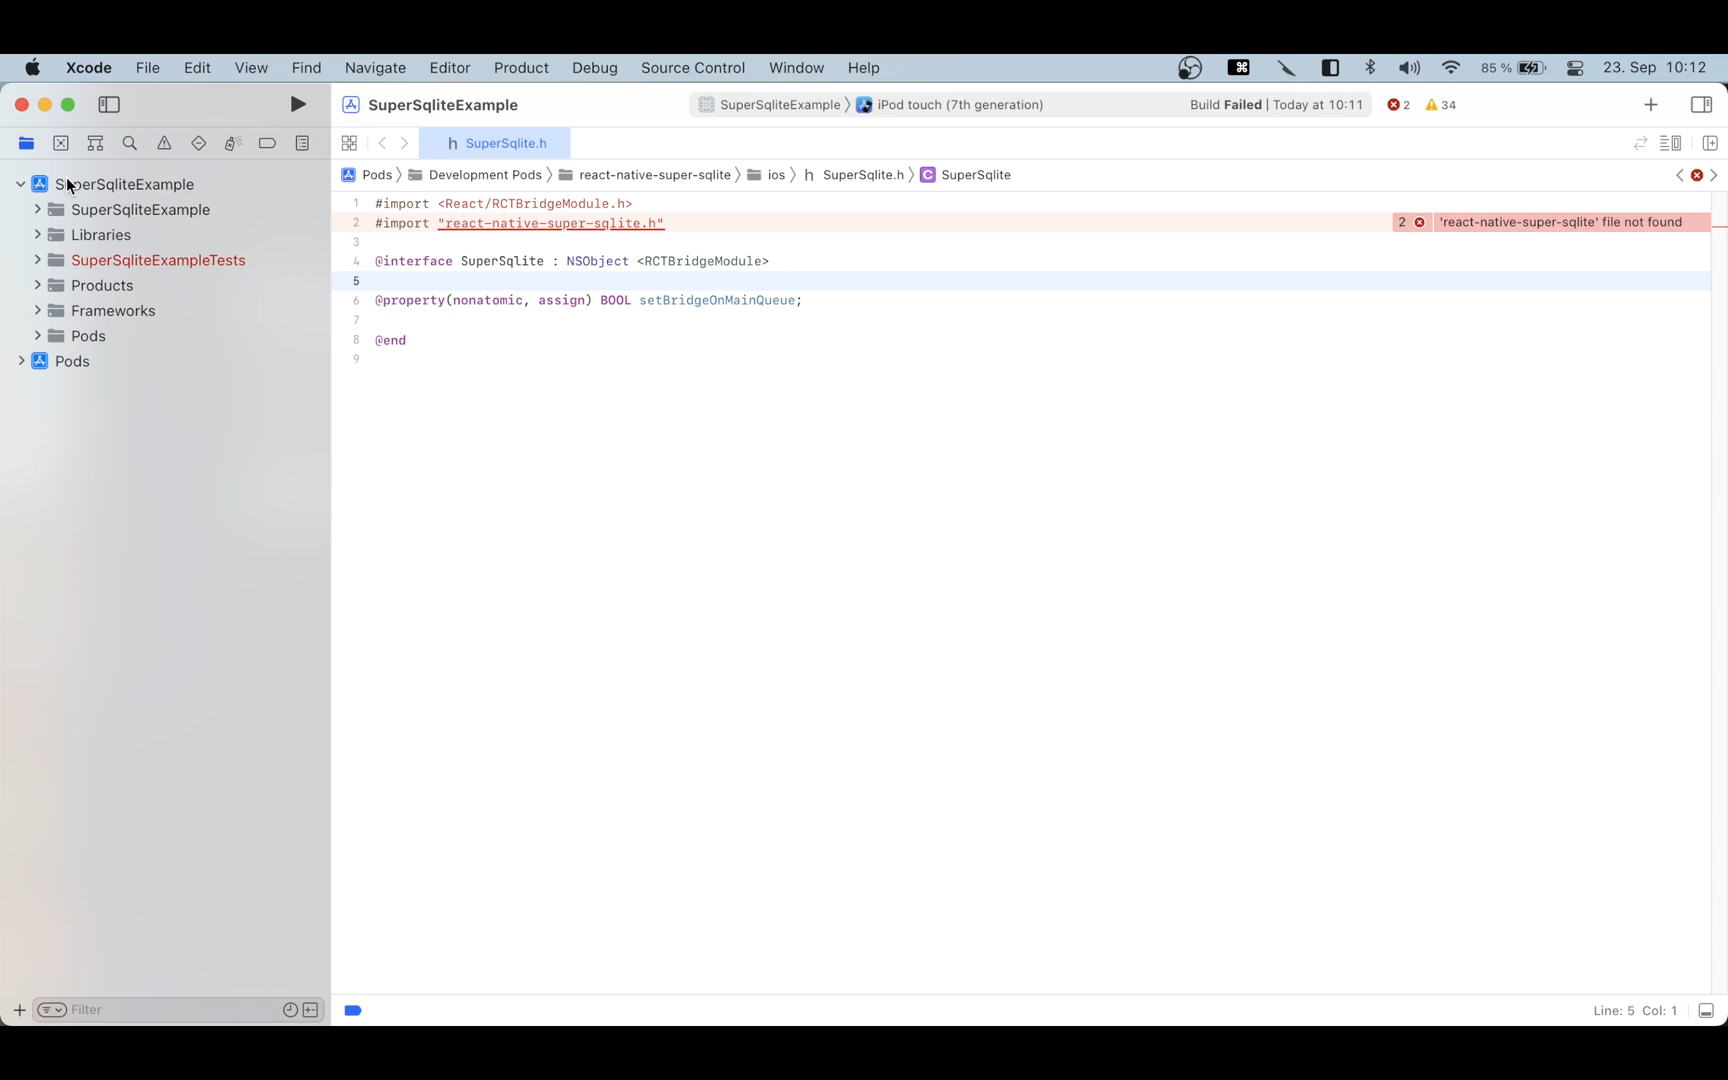 Xcode File Edit View Find Navigate Editor Product Debug Source Control Window Help 85 % 23. Sep 10:12
SuperSqliteExample SuperSqliteExample iPod touch (7th generation) Build Failed | Today at 10:11 2 34
h SuperSqlite.h
Pods Development Pods react-native-super-sqlite ios h SuperSqlite.h C SuperSqlite
SuperSqliteExample
SuperSqliteExample
Libraries
SuperSqliteExampleTests
Products
Frameworks
Pods
Pods
1 #import <React/RCTBridgeModule.h>
2 #import "react-native-super-sqlite.h" 2 'react-native-super-sqlite' file not found
3
4 @interface SuperSqlite : NSObject <RCTBridgeModule>
5
6 @property(nonatomic, assign) BOOL setBridgeOnMainQueue;
7
8 @end
9
Filter
Line: 5 Col: 1